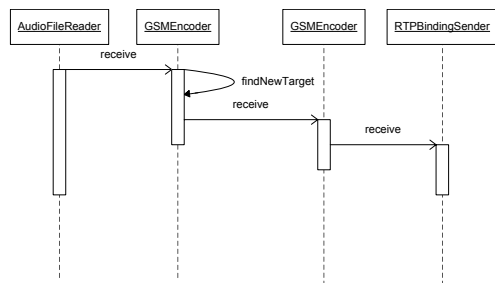 AudioFileReader
GSMEncoder
GSMEncoder
RTPBindingSender
receive
findNewTarget
receive
receive